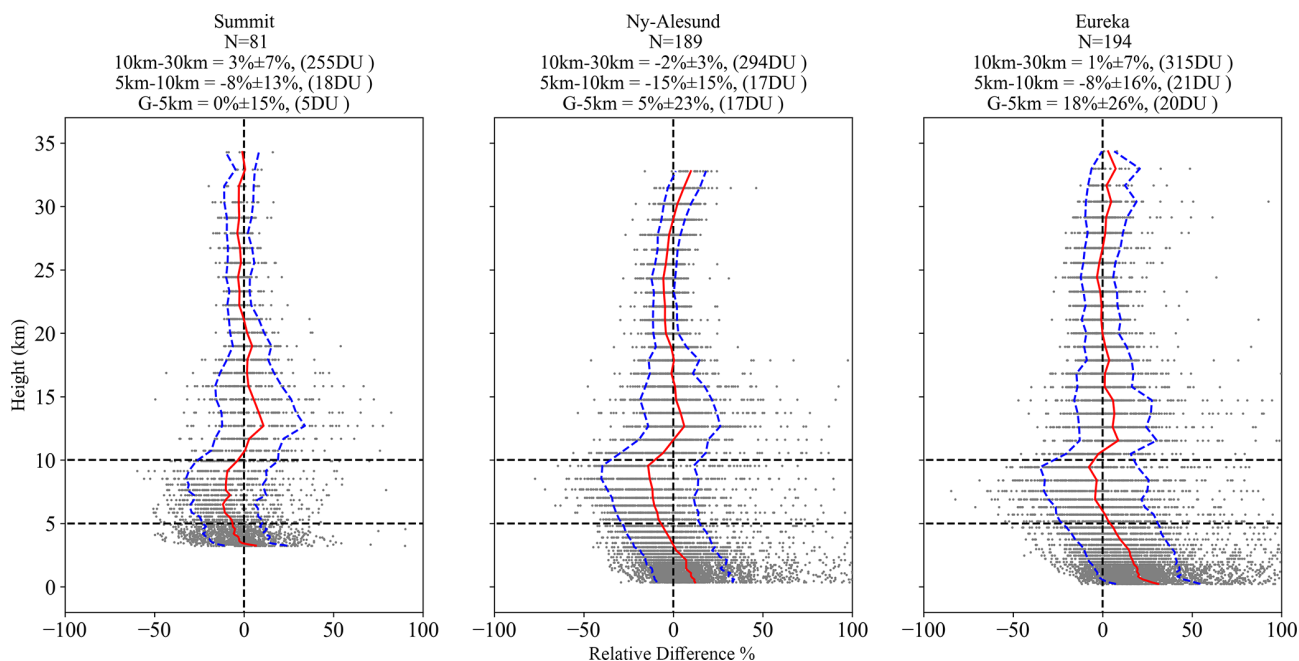 Summit
N=81
10km-30km = 3%±7%, (255DU )
5km-10km = -8%±13%, (18DU )
G-5km = 0%±15%, (5DU )
Ny-Alesund
N=189
10km-30km = -2%±3%, (294DU )
5km-10km = -15%±15%, (17DU )
G-5km = 5%±23%, (17DU )
Eureka
N=194
10km-30km = 1%±7%, (315DU )
5km-10km = -8%±16%, (21DU )
G-5km = 18%±26%, (20DU )
Height (km)
35
30
25
20
15
10
5
0
−100 −50 0 50 100
−100 −50 0 50 100
−100 −50 0 50 100
Relative Difference %